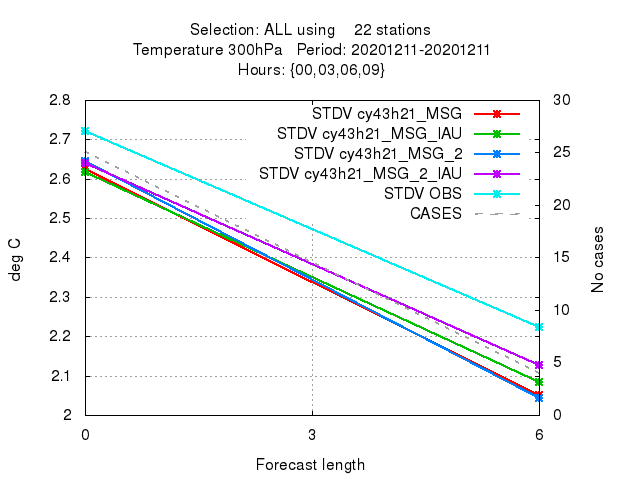 Selection: ALL using 22 stations
Temperature 300hPa Period: 20201211-20201211
Hours: {00,03,06,09}
STDV cy43h21_MSG
STDV cy43h21_MSG_IAU
STDV cy43h21_MSG_2
STDV cy43h21_MSG_2_IAU
STDV OBS
CASES
2.8
2.7
2.6
2.5
2.4
2.3
2.2
2.1
2
30
25
20
15
10
5
0
deg C
No cases
0 3 6
Forecast length